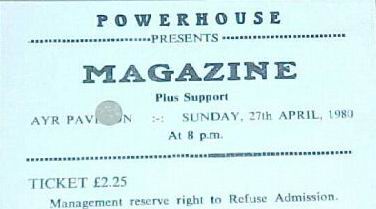 POWERHOUSE
PRESENTS
MAGAZINE
Plus Support
AYR :-: SUNDAY, 27th APRIL, 1980
At 8 p.m.
TICKET £2.25
Management reserve right to Refuse Admission.